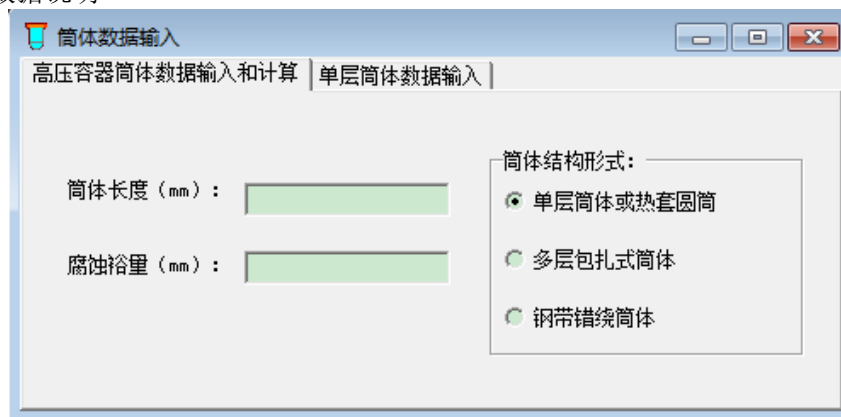 筒体数据输入
高压容器筒体数据输入和计算 单层筒体数据输入
筒体长度(mm):
腐蚀裕量(mm):
筒体结构形式:
单层筒体或热套圆筒
多层包扎式筒体
钢带错绕筒体